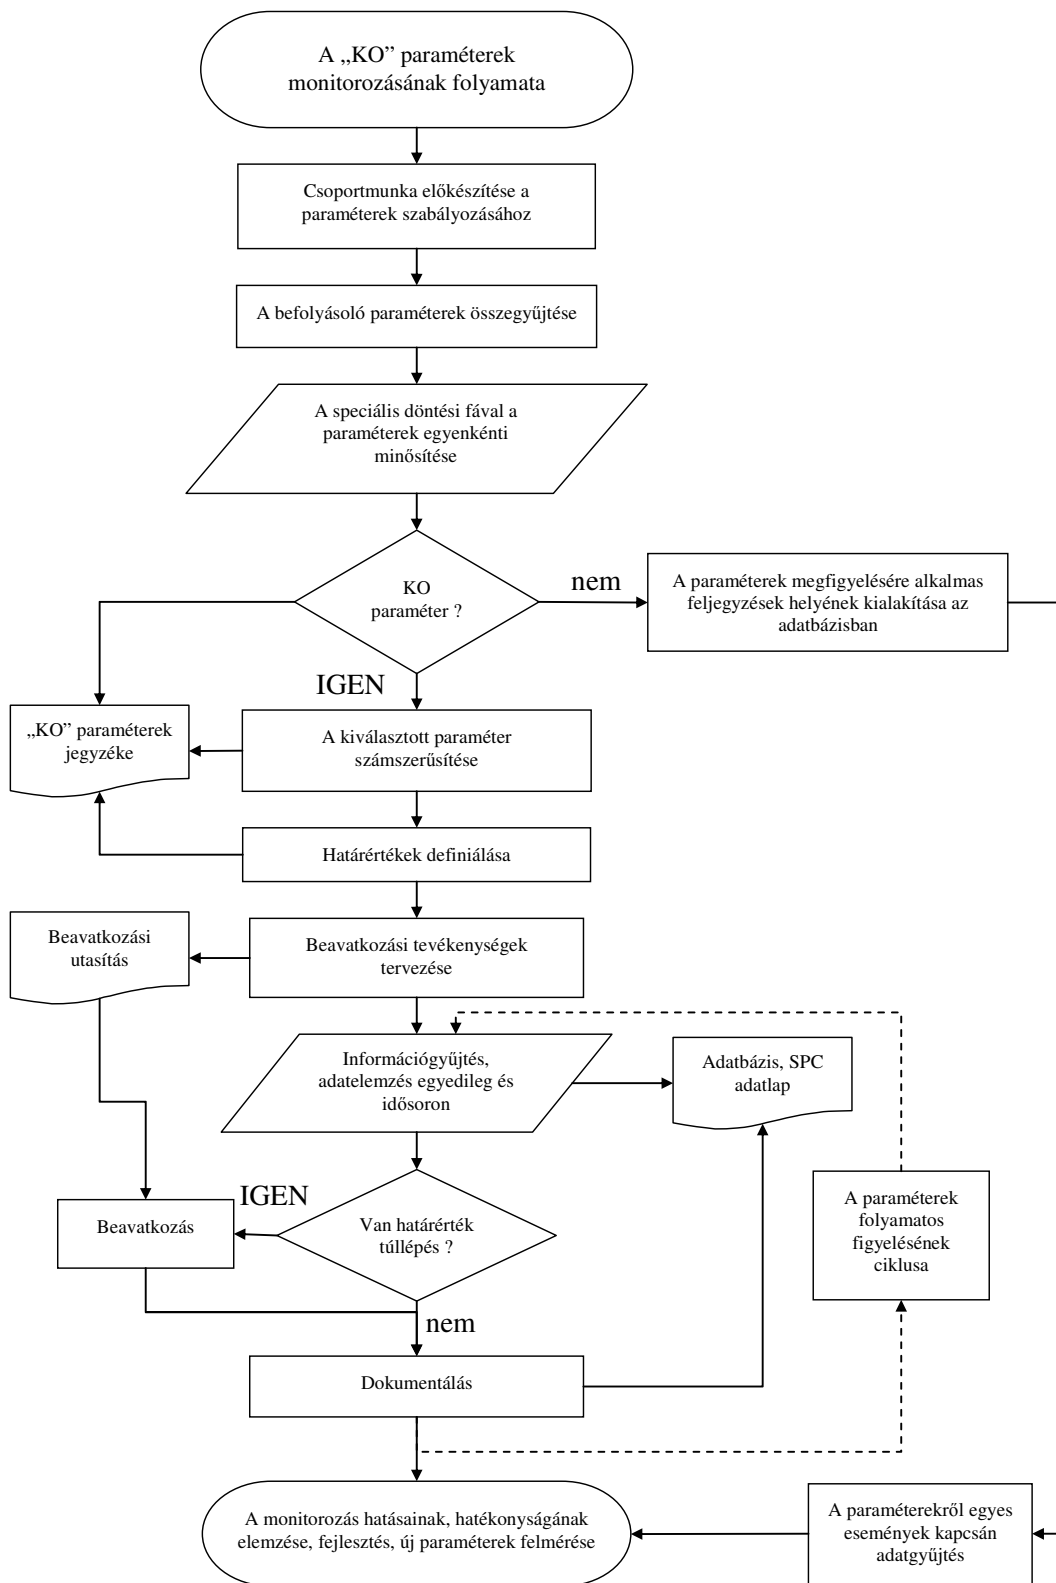 A „KO” paraméterek
monitorozásának folyamata
Csoportmunka előkészítése a
paraméterek szabályozásához
A befolyásoló paraméterek összegyűjtése
A speciális döntési fával a
paraméterek egyenkénti
minősítése
KO
paraméter ?
nem
A paraméterek megfigyelésére alkalmas
feljegyzések helyének kialakítása az
adatbázisban
IGEN
„KO” paraméterek
jegyzéke
A kiválasztott paraméter
számszerűsítése
Határértékek definiálása
Beavatkozási
utasítás
Beavatkozási tevékenységek
tervezése
Információgyűjtés,
adatelemzés egyedileg és
idősoron
Adatbázis, SPC
adatlap
IGEN
Beavatkozás
Van határérték
túllépés ?
A paraméterek
folyamatos
figyelésének
ciklusa
nem
Dokumentálás
A monitorozás hatásainak, hatékonyságának
elemzése, fejlesztés, új paraméterek felmérése
A paraméterekről egyes
események kapcsán
adatgyűjtés